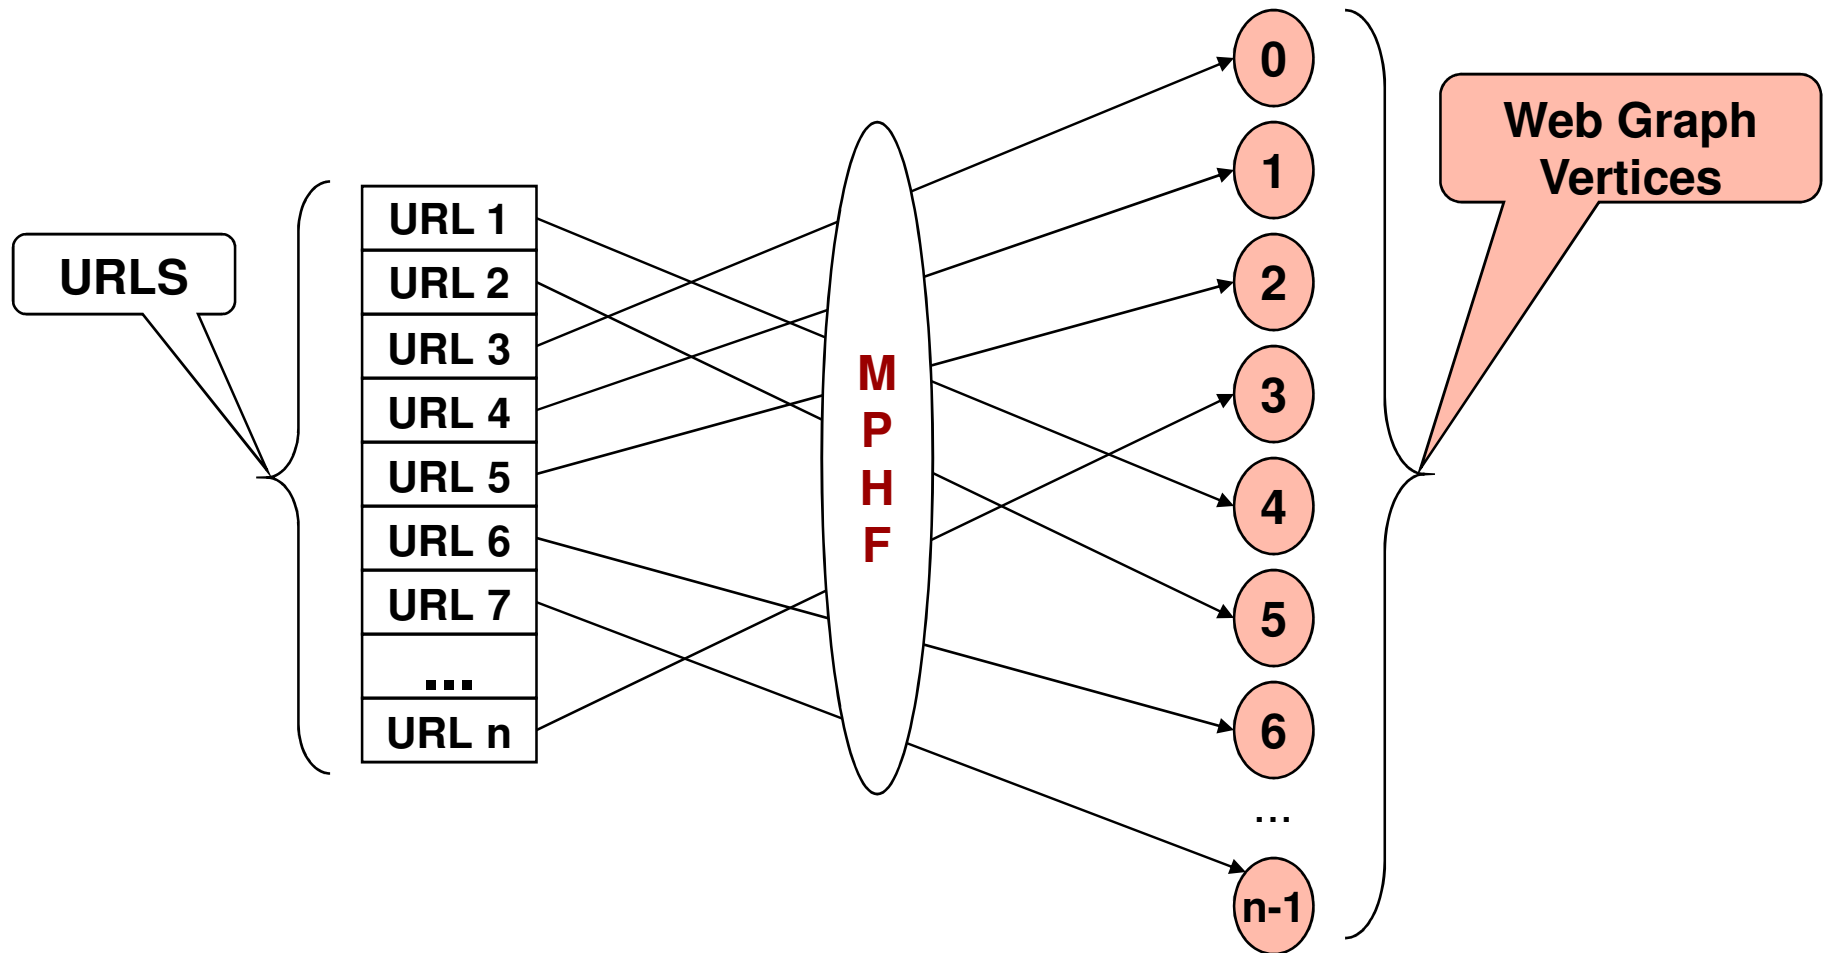 URLS
URL 1
URL 2
URL 3
URL 4
URL 5
URL 6
URL 7
...
URL n
M
P
H
F
0
1
2
3
4
5
6
...
n-1
Web Graph
Vertices